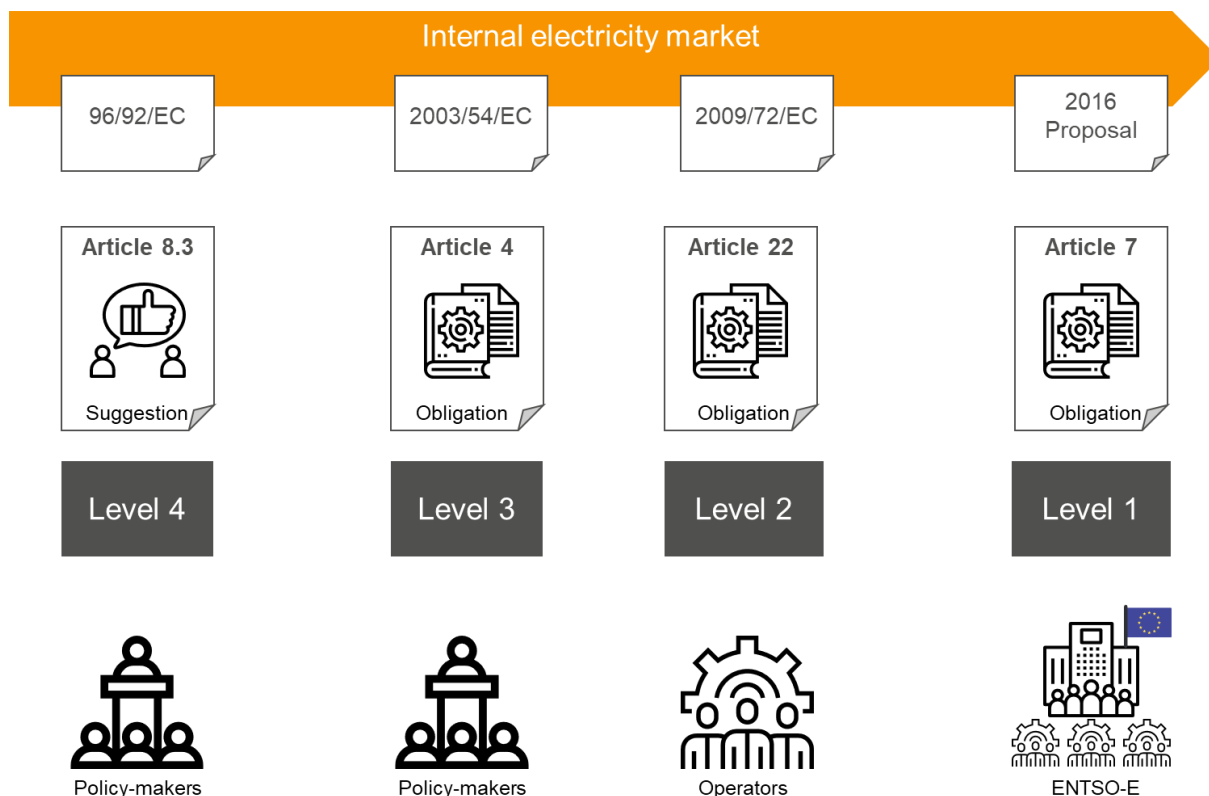 Internal electricity market
96/92/EC
2003/54/EC
2009/72/EC
2016
Proposal
Article 8.3
Article 4
Article 22
Article 7
Suggestion
Obligation
Obligation
Obligation
Level 4
Level 3
Level 2
Level 1
Policy-makers
Policy-makers
Operators
ENTSO-E